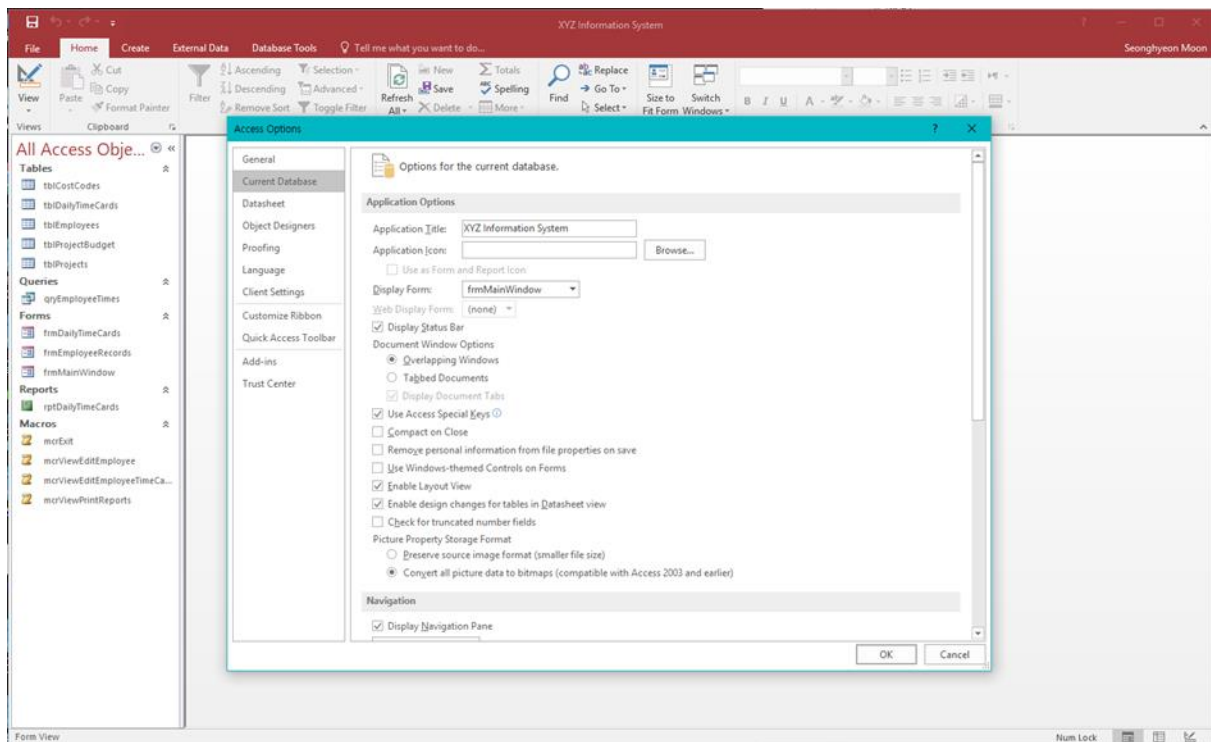 XYZ Information System
File Home Create External Data Database Tools Tell me what you want to do... Seonghyeon Moon
View
Paste
Cut
Copy
Format Painter
Filter
Ascending
Descending
Remove Sort
Selection
Advanced
Toggle Filter
Refresh All
New
Save
Delete
Totals
Spelling
More
Find
Replace
Go To
Select
Size to Fit Form
Switch Windows
B I U A
Views Clipboard
All Access Obje...
Tables
tblCostCodes
tblDailyTimeCards
tblEmployees
tblProjectBudget
tblProjects
Queries
qryEmployeeTimes
Forms
frmDailyTimeCards
frmEmployeeRecords
frmMainWindow
Reports
rptDailyTimeCards
Macros
mcrExit
mcrViewEditEmployee
mcrViewEditEmployeeTimeCa...
mcrViewPrintReports
Access Options ?
General
Current Database
Datasheet
Object Designers
Proofing
Language
Client Settings
Customize Ribbon
Quick Access Toolbar
Add-ins
Trust Center
Options for the current database.
Application Options
Application Title: XYZ Information System
Application Icon: Browse...
Use as Form and Report Icon
Display Form: frmMainWindow
Web Display Form: (none)
Display Status Bar
Document Window Options
Overlapping Windows
Tabbed Documents
Display Document Tabs
Use Access Special Keys
Compact on Close
Remove personal information from file properties on save
Use Windows-themed Controls on Forms
Enable Layout View
Enable design changes for tables in Datasheet view
Check for truncated number fields
Picture Property Storage Format
Preserve source image format (smaller file size)
Convert all picture data to bitmaps (compatible with Access 2003 and earlier)
Navigation
Display Navigation Pane
OK Cancel
Form View Num Lock